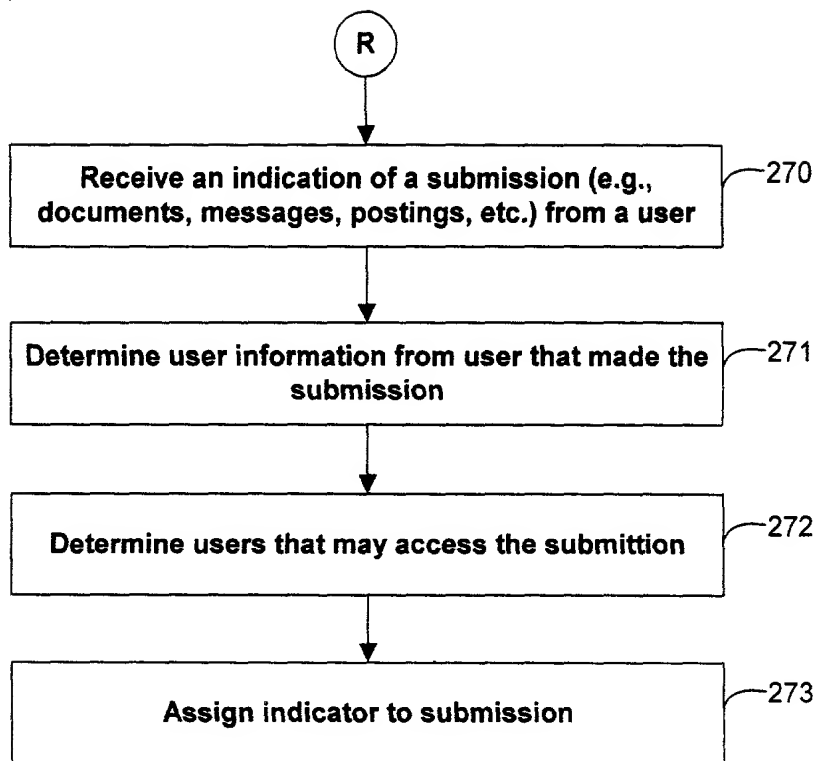 R
Receive an indication of a submission (e.g.,
documents, messages, postings, etc.) from a user
270
Determine user information from user that made the
submission
271
Determine users that may access the submittion
272
Assign indicator to submission
273